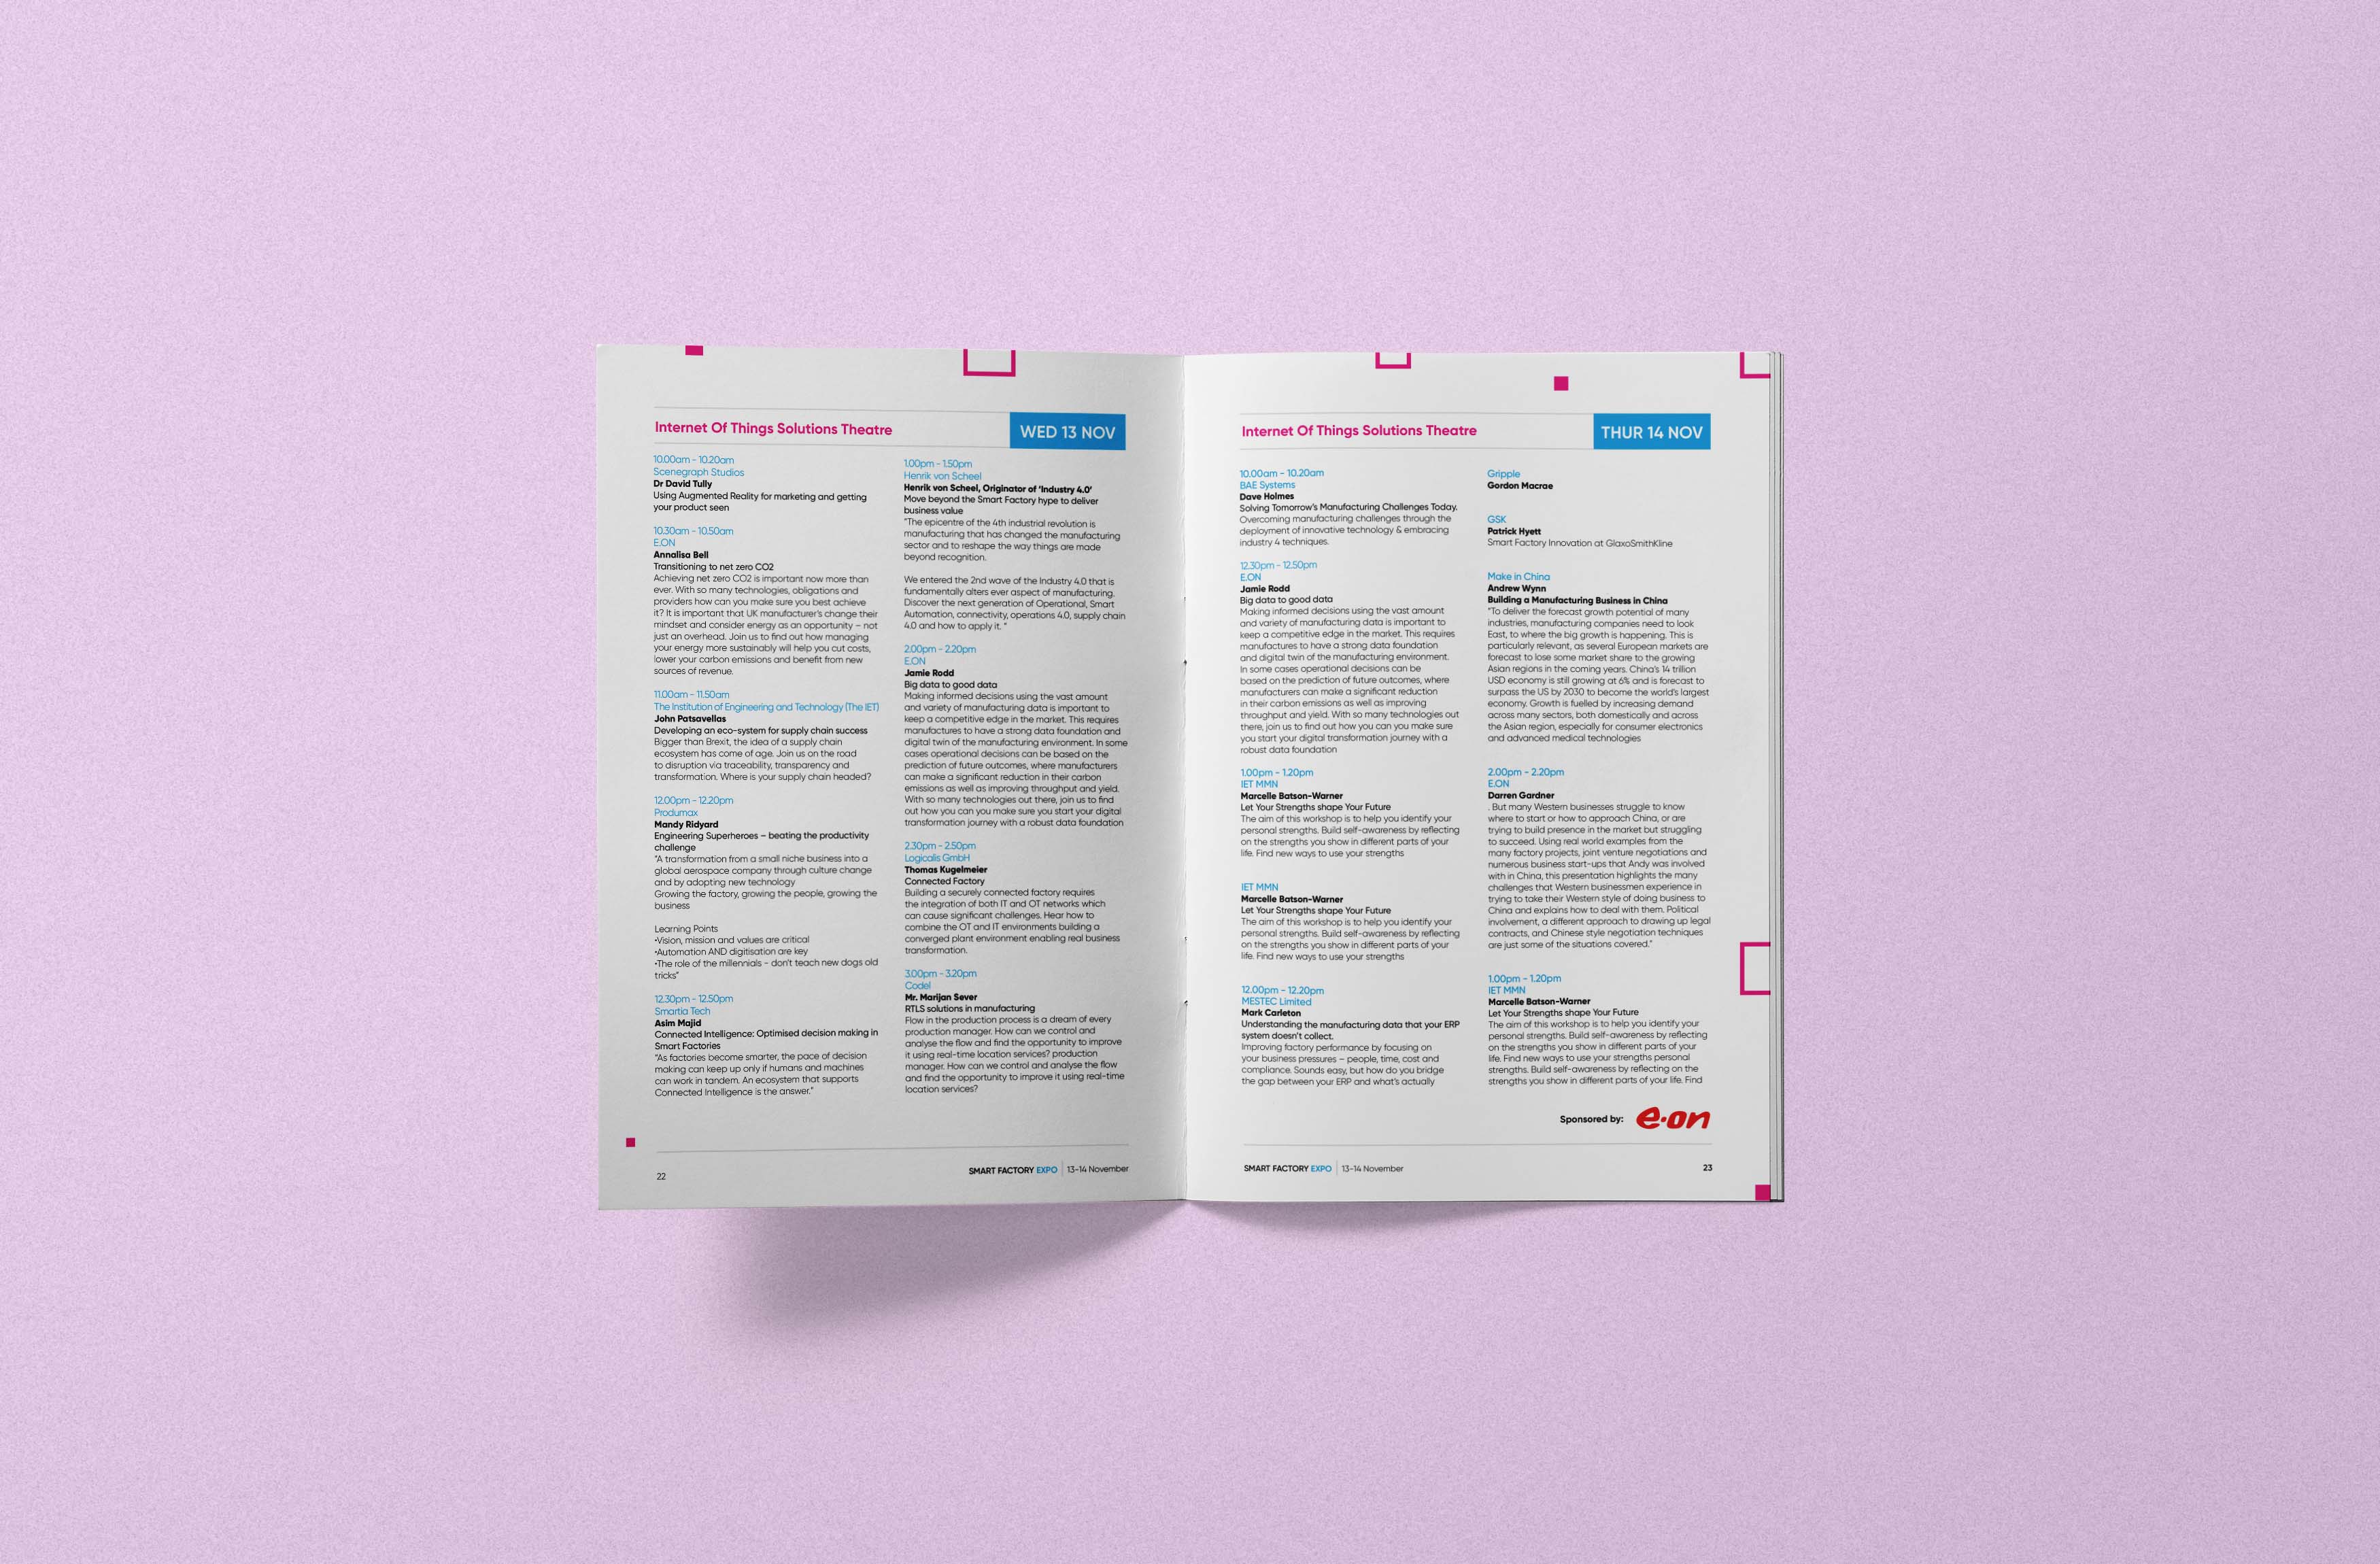 Internet Of Things Solutions Theatre
WED 13 NOV
10.00am - 10.20am
Scenegraph Studios
Dr David Tully
Using Augmented Reality for marketing and getting
your product seen
10.30am - 10.50am
E.ON
Annalisa Bell
Transitioning to net zero CO2
Achieving net zero CO2 is important now more than
ever. With so many technologies, obligations and
providers how can you make sure you best achieve
it? It is important that UK manufacturer's change their
mindset and consider energy as an opportunity – not
just an overhead. Join us to find out how managing
your energy more sustainably will help you cut costs,
lower your carbon emissions and benefit from new
sources of revenue.
11.00am - 11.50am
The Institution of Engineering and Technology (The IET)
John Patsavellas
Developing an eco-system for supply chain success
Bigger than Brexit, the idea of a supply chain
ecosystem has come of age. Join us on the road
to disruption via traceability, transparency and
transformation. Where is your supply chain headed?
12.00pm - 12.20pm
Produmax
Mandy Ridyard
Engineering Superheroes – beating the productivity
challenge
"A transformation from a small niche business into a
global aerospace company through culture change
and by adopting new technology
Growing the factory, growing the people, growing the
business
Learning Points
•Vision, mission and values are critical
•Automation AND digitisation are key
•The role of the millennials - don't teach new dogs old
tricks"
12.30pm - 12.50pm
Smartia Tech
Asim Majid
Connected Intelligence: Optimised decision making in
Smart Factories
"As factories become smarter, the pace of decision
making can keep up only if humans and machines
can work in tandem. An ecosystem that supports
Connected Intelligence is the answer."
1.00pm - 1.50pm
Henrik von Scheel
Henrik von Scheel, Originator of 'Industry 4.0'
Move beyond the Smart Factory hype to deliver
business value
"The epicentre of the 4th industrial revolution is
manufacturing that has changed the manufacturing
sector and to reshape the way things are made
beyond recognition.
We entered the 2nd wave of the Industry 4.0 that is
fundamentally alters ever aspect of manufacturing.
Discover the next generation of Operational, Smart
Automation, connectivity, operations 4.0, supply chain
4.0 and how to apply it. "
2.00pm - 2.20pm
E.ON
Jamie Rodd
Big data to good data
Making informed decisions using the vast amount
and variety of manufacturing data is important to
keep a competitive edge in the market. This requires
manufactures to have a strong data foundation and
digital twin of the manufacturing environment. In some
cases operational decisions can be based on the
prediction of future outcomes, where manufacturers
can make a significant reduction in their carbon
emissions as well as improving throughput and yield.
With so many technologies out there, join us to find
out how you can you make sure you start your digital
transformation journey with a robust data foundation
2.30pm - 2.50pm
Logicalis GmbH
Thomas Kugelmeier
Connected Factory
Building a securely connected factory requires
the integration of both IT and OT networks which
can cause significant challenges. Hear how to
combine the OT and IT environments building a
converged plant environment enabling real business
transformation.
3.00pm - 3.20pm
Codel
Mr. Marijan Sever
RTLS solutions in manufacturing
Flow in the production process is a dream of every
production manager. How can we control and
analyse the flow and find the opportunity to improve
it using real-time location services? production
manager. How can we control and analyse the flow
and find the opportunity to improve it using real-time
location services?
22
SMART FACTORY EXPO | 13-14 November
Internet Of Things Solutions Theatre
THUR 14 NOV
10.00am - 10.20am
BAE Systems
Dave Holmes
Solving Tomorrow's Manufacturing Challenges Today.
Overcoming manufacturing challenges through the
deployment of innovative technology & embracing
industry 4 techniques.
12.30pm - 12.50pm
E.ON
Jamie Rodd
Big data to good data
Making informed decisions using the vast amount
and variety of manufacturing data is important to
keep a competitive edge in the market. This requires
manufactures to have a strong data foundation
and digital twin of the manufacturing environment.
In some cases operational decisions can be
based on the prediction of future outcomes, where
manufacturers can make a significant reduction
in their carbon emissions as well as improving
throughput and yield. With so many technologies out
there, join us to find out how you can you make sure
you start your digital transformation journey with a
robust data foundation
1.00pm - 1.20pm
IET MMN
Marcelle Batson-Warner
Let Your Strengths shape Your Future
The aim of this workshop is to help you identify your
personal strengths. Build self-awareness by reflecting
on the strengths you show in different parts of your
life. Find new ways to use your strengths
IET MMN
Marcelle Batson-Warner
Let Your Strengths shape Your Future
The aim of this workshop is to help you identify your
personal strengths. Build self-awareness by reflecting
on the strengths you show in different parts of your
life. Find new ways to use your strengths
12.00pm - 12.20pm
MESTEC Limited
Mark Carleton
Understanding the manufacturing data that your ERP
system doesn't collect.
Improving factory performance by focusing on
your business pressures – people, time, cost and
compliance. Sounds easy, but how do you bridge
the gap between your ERP and what's actually
Gripple
Gordon Macrae
GSK
Patrick Hyett
Smart Factory Innovation at GlaxoSmithKline
Make in China
Andrew Wynn
Building a Manufacturing Business in China
"To deliver the forecast growth potential of many
industries, manufacturing companies need to look
East, to where the big growth is happening. This is
particularly relevant, as several European markets are
forecast to lose some market share to the growing
Asian regions in the coming years. China's 14 trillion
USD economy is still growing at 6% and is forecast to
surpass the US by 2030 to become the world's largest
economy. Growth is fuelled by increasing demand
across many sectors, both domestically and across
the Asian region, especially for consumer electronics
and advanced medical technologies
2.00pm - 2.20pm
E.ON
Darren Gardner
. But many Western businesses struggle to know
where to start or how to approach China, or are
trying to build presence in the market but struggling
to succeed. Using real world examples from the
many factory projects, joint venture negotiations and
numerous business start-ups that Andy was involved
with in China, this presentation highlights the many
challenges that Western businessmen experience in
trying to take their Western style of doing business to
China and explains how to deal with them. Political
involvement, a different approach to drawing up legal
contracts, and Chinese style negotiation techniques
are just some of the situations covered."
1.00pm - 1.20pm
IET MMN
Marcelle Batson-Warner
Let Your Strengths shape Your Future
The aim of this workshop is to help you identify your
personal strengths. Build self-awareness by reflecting
on the strengths you show in different parts of your
life. Find new ways to use your strengths personal
strengths. Build self-awareness by reflecting on the
strengths you show in different parts of your life. Find
Sponsored by: e·on
SMART FACTORY EXPO | 13-14 November
23